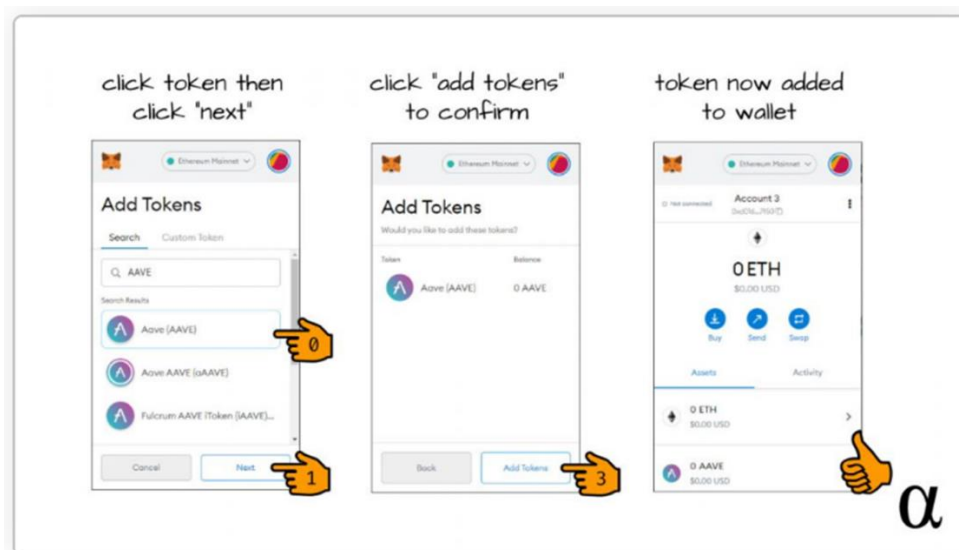 click token then
click "next"
Ethereum Mainnet
Add Tokens
Search Custom Token
AAVE
Search Results
Aave (AAVE)
0
Aave AAVE (aAAVE)
Fulcrum AAVE iToken (iAAVE)...
Cancel Next
1
click "add tokens"
to confirm
Ethereum Mainnet
Add Tokens
Would you like to add these tokens?
Token Balance
Aave (AAVE) 0 AAVE
Back Add Tokens
3
token now added
to wallet
Ethereum Mainnet
Not connected
Account 3
0 ETH
$0.00 USD
Buy Send Swap
Assets Activity
0 ETH
$0.00 USD
0 AAVE
$0.00 USD
α